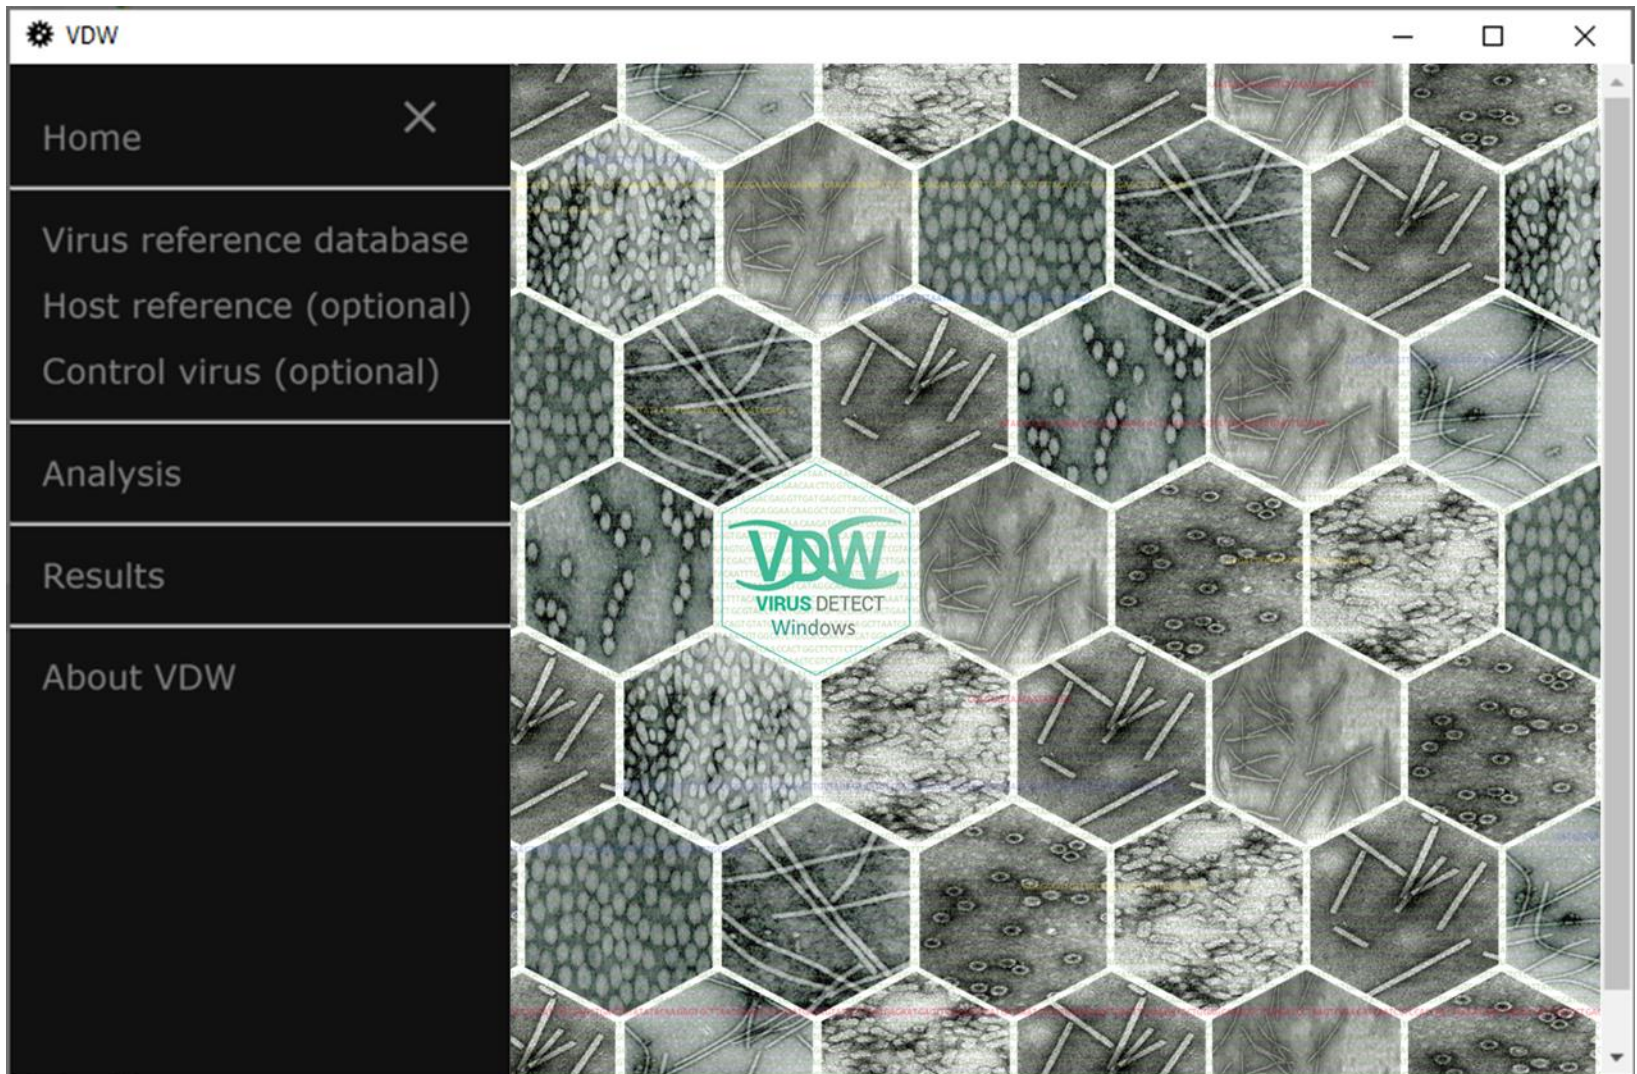 VDW
Home
Virus reference database
Host reference (optional)
Control virus (optional)
Analysis
Results
About VDW
VDW
VIRUS DETECT
Windows